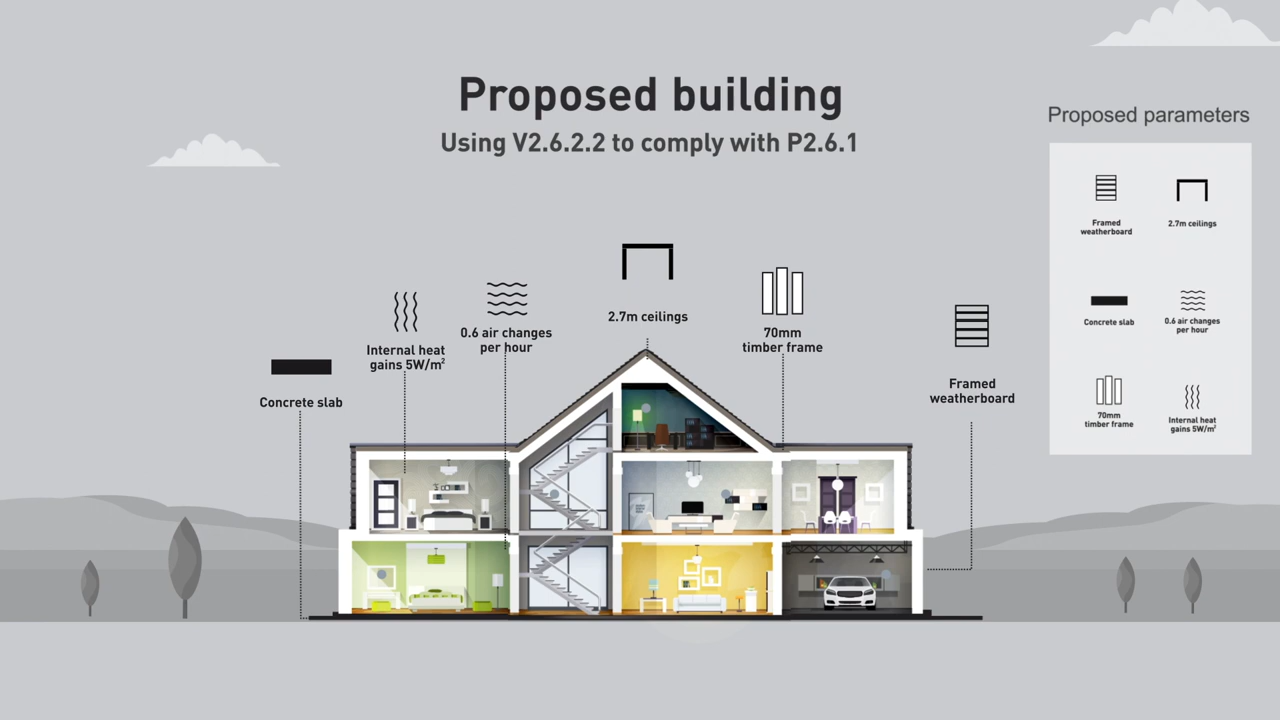 Proposed building
Using V2.6.2.2 to comply with P2.6.1
Proposed parameters
Framed
weatherboard
2.7m ceilings
Concrete slab
0.6 air changes
per hour
70mm
timber frame
Internal heat
gains 5W/m²
2.7m ceilings
0.6 air changes
per hour
70mm
timber frame
Internal heat
gains 5W/m²
Framed
weatherboard
Concrete slab